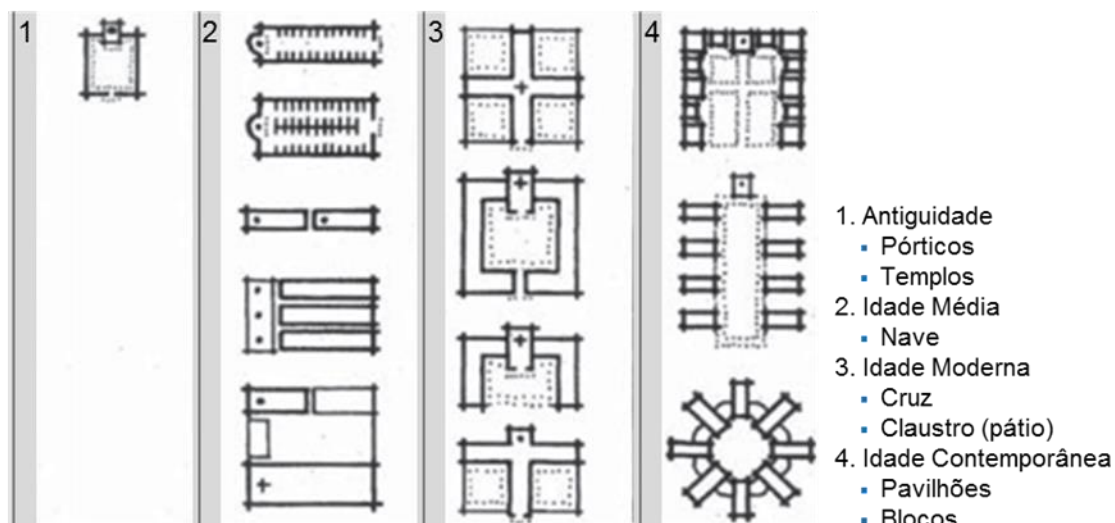 1
2
3
4
1. Antiguidade
▪ Pórticos
▪ Templos
2. Idade Média
▪ Nave
3. Idade Moderna
▪ Cruz
▪ Claustro (pátio)
4. Idade Contemporânea
▪ Pavilhões
▪ Blocos